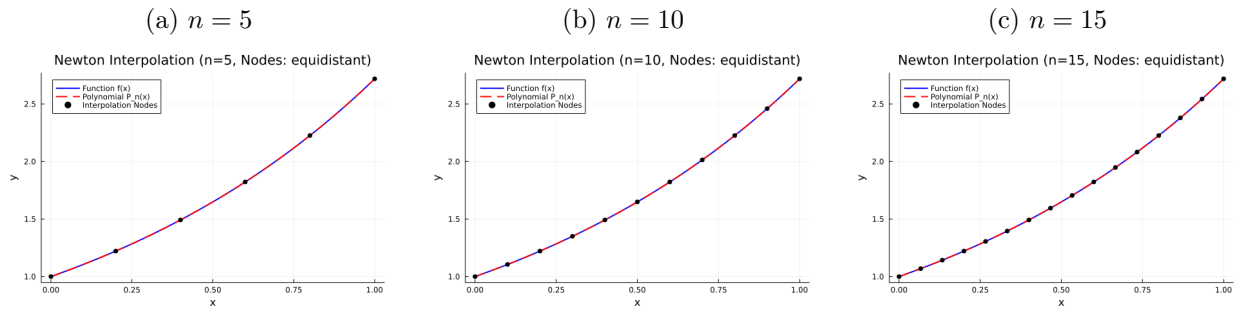 (a) n = 5
Newton Interpolation (n=5, Nodes: equidistant)
Function f(x)
Polynomial P_n(x)
Interpolation Nodes
y
2.5
2.0
1.5
1.0
0.00 0.25 0.50 0.75 1.00
x
(b) n = 10
Newton Interpolation (n=10, Nodes: equidistant)
Function f(x)
Polynomial P_n(x)
Interpolation Nodes
y
2.5
2.0
1.5
1.0
0.00 0.25 0.50 0.75 1.00
x
(c) n = 15
Newton Interpolation (n=15, Nodes: equidistant)
Function f(x)
Polynomial P_n(x)
Interpolation Nodes
y
2.5
2.0
1.5
1.0
0.00 0.25 0.50 0.75 1.00
x